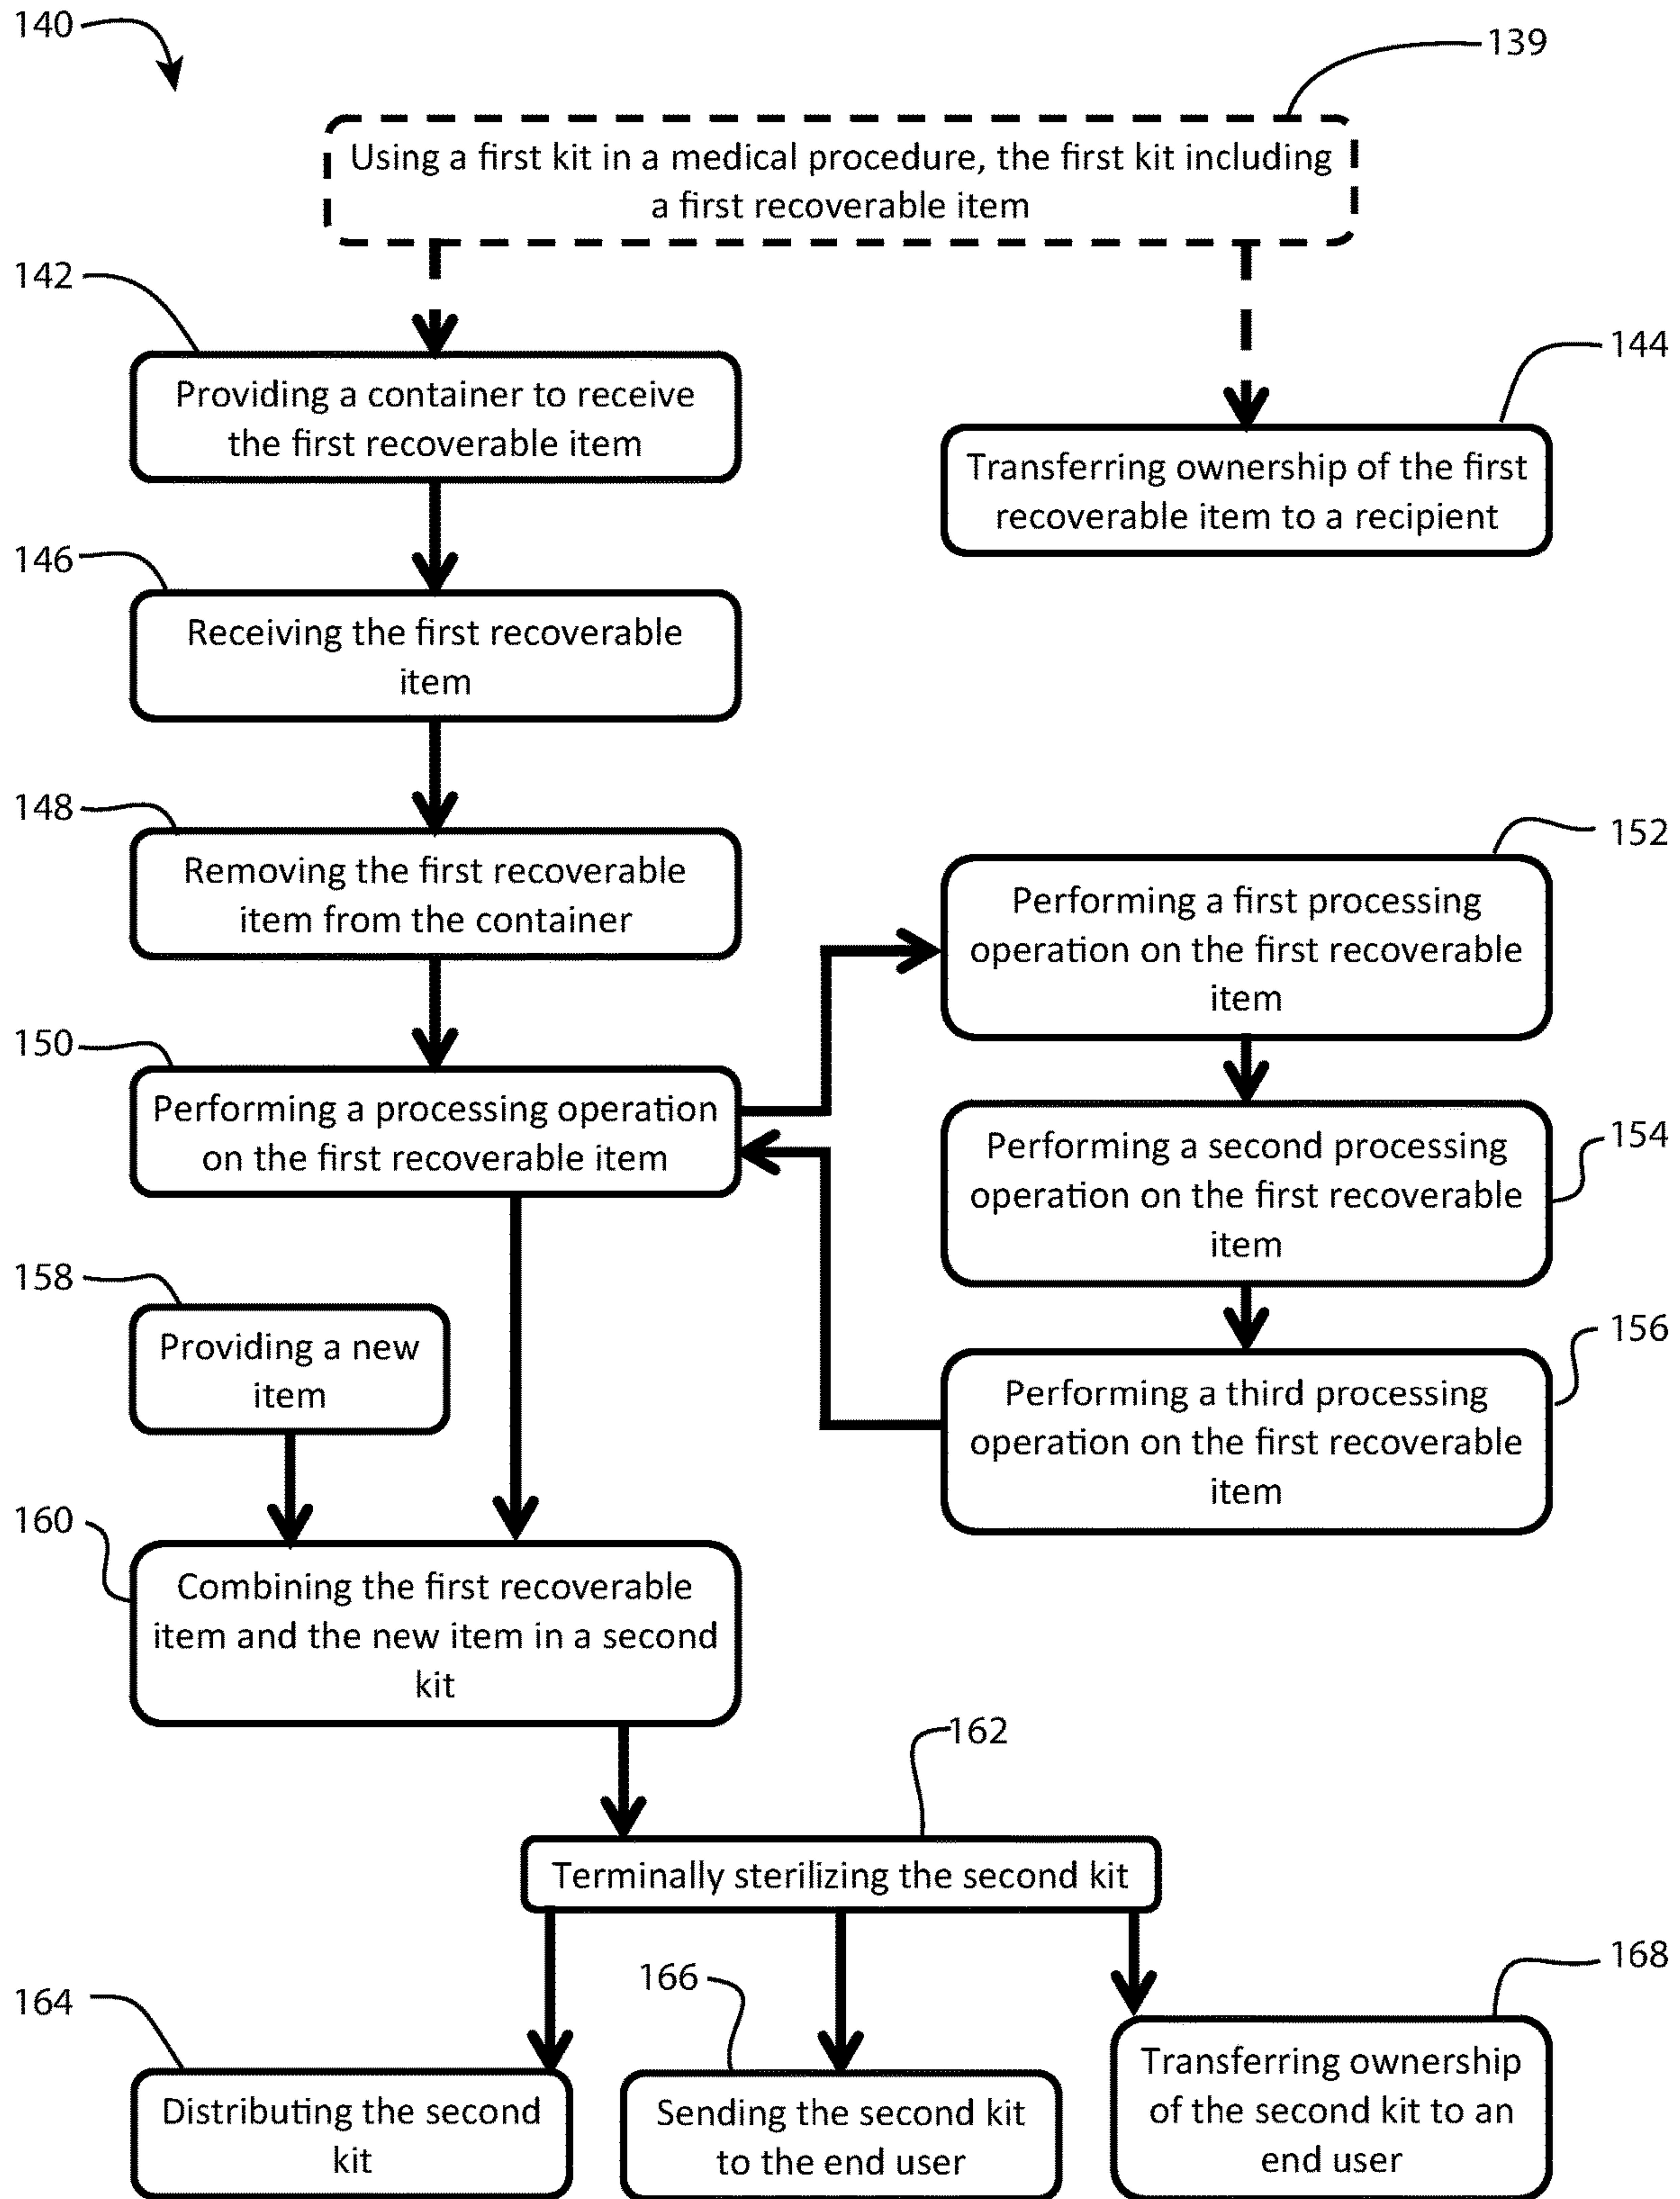 140
139
Using a first kit in a medical procedure, the first kit including
a first recoverable item
142
Providing a container to receive
the first recoverable item
144
Transferring ownership of the first
recoverable item to a recipient
146
Receiving the first recoverable
item
148
Removing the first recoverable
item from the container
152
Performing a first processing
operation on the first recoverable
item
150
Performing a processing operation
on the first recoverable item
154
Performing a second processing
operation on the first recoverable
item
158
Providing a new
item
156
Performing a third processing
operation on the first recoverable
item
160
Combining the first recoverable
item and the new item in a second
kit
162
Terminally sterilizing the second kit
164
Distributing the second
kit
166
Sending the second kit
to the end user
168
Transferring ownership
of the second kit to an
end user